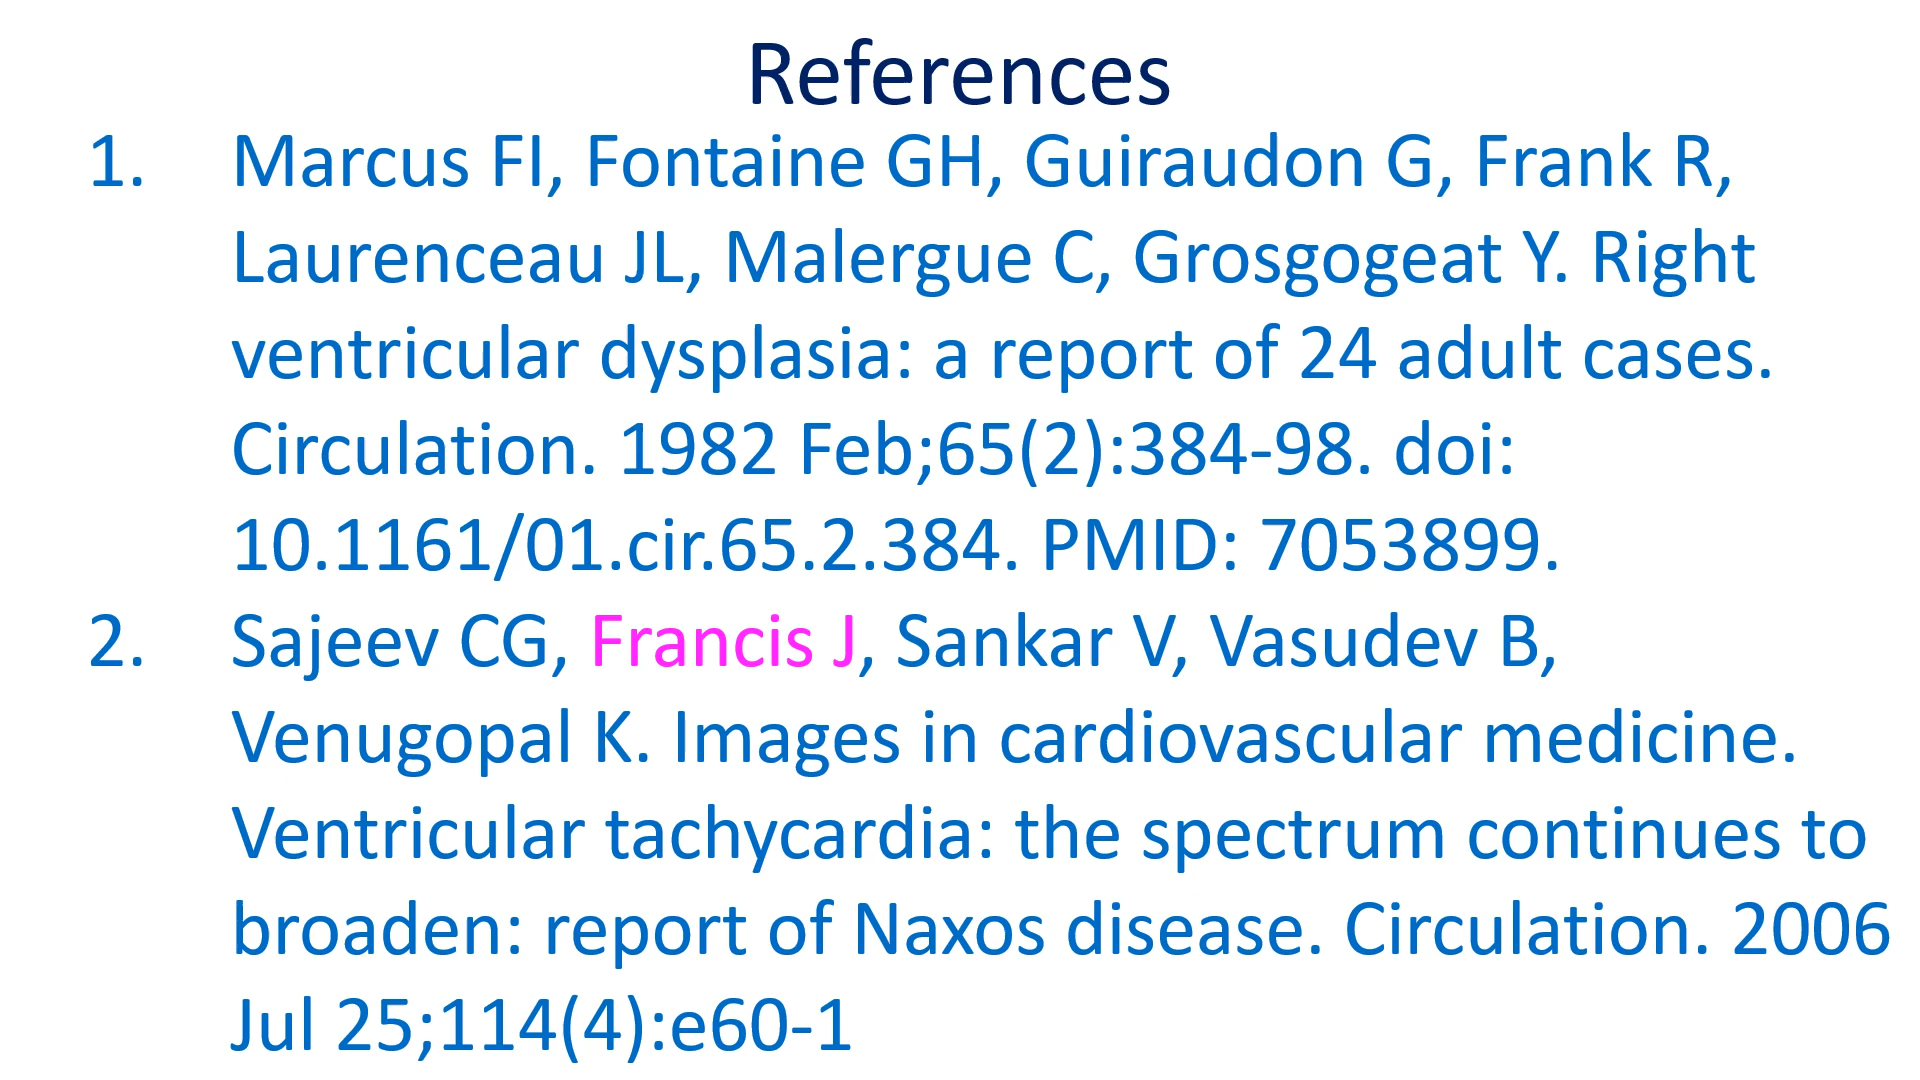 References
1. Marcus FI, Fontaine GH, Guiraudon G, Frank R,
Laurenceau JL, Malergue C, Grosgogeat Y. Right
ventricular dysplasia: a report of 24 adult cases.
Circulation. 1982 Feb;65(2):384-98. doi:
10.1161/01.cir.65.2.384. PMID: 7053899.
2. Sajeev CG, Francis J, Sankar V, Vasudev B,
Venugopal K. Images in cardiovascular medicine.
Ventricular tachycardia: the spectrum continues to
broaden: report of Naxos disease. Circulation. 2006
Jul 25;114(4):e60-1